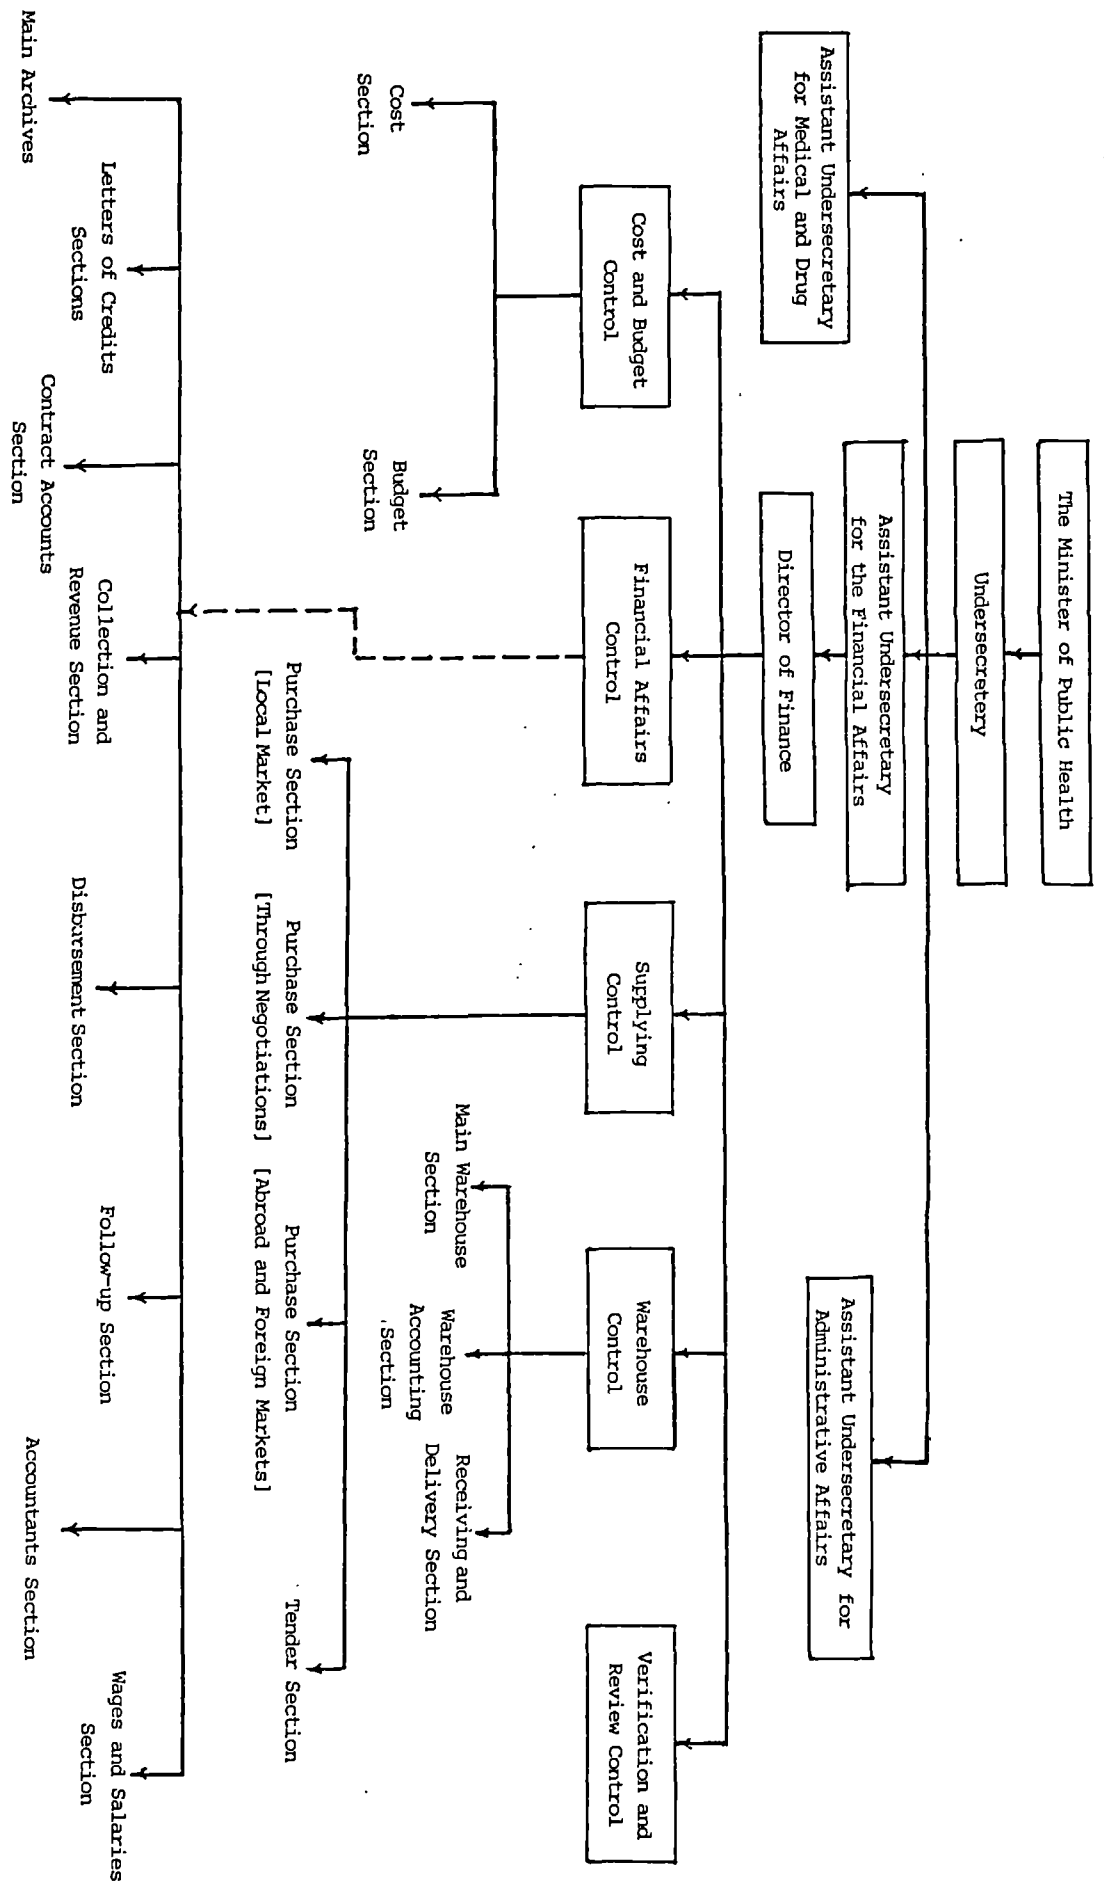 The Minister of Public Health
Undersecretery
Assistant Undersecretary
for Medical and Drug
Affairs
Assistant Undersecretary
for the Financial Affairs
Assistant Undersecretary for
Administrative Affairs
Director of Finance
Cost and Budget
Control
Financial Affairs
Control
Supplying
Control
Warehouse
Control
Verification and
Review Control
Cost
Section
Budget
Section
Main Warehouse
Section
Warehouse
Accounting
Section
Receiving and
Delivery Section
Purchase Section
[Local Market]
Purchase Section
[Through Negotiations]
Purchase Section
[Abroad and Foreign Markets]
Tender Section
Main Archives
Letters of Credits
Sections
Contract Accounts
Section
Collection and
Revenue Section
Disbursement Section
Follow-up Section
Accountants Section
Wages and Salaries
Section